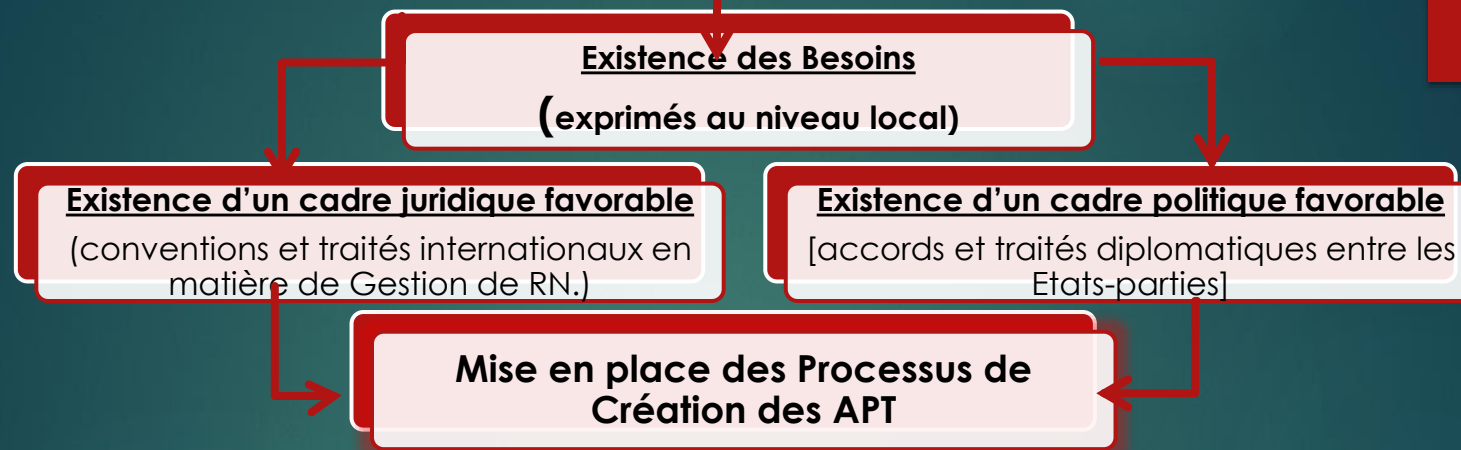 Existence des Besoins
(exprimés au niveau local)
Existence d’un cadre juridique favorable
(conventions et traités internationaux en
matière de Gestion de RN.)
Existence d’un cadre politique favorable
[accords et traités diplomatiques entre les
Etats-parties]
Mise en place des Processus de
Création des APT